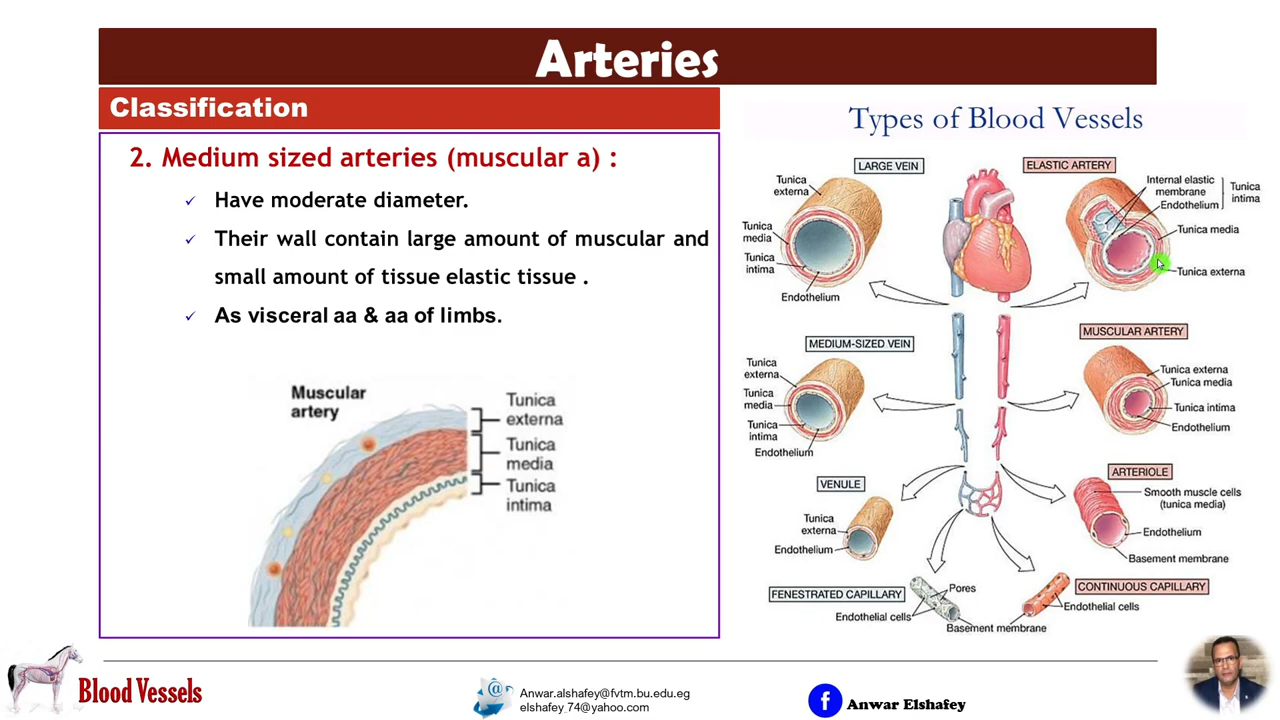 Arteries
Classification
2. Medium sized arteries (muscular a) :
✓ Have moderate diameter.
✓ Their wall contain large amount of muscular and
small amount of tissue elastic tissue .
✓ As visceral aa & aa of limbs.
Muscular
artery
Tunica
externa
Tunica
media
Tunica
intima
Types of Blood Vessels
LARGE VEIN
Tunica
externa
Tunica
media
Tunica
intima
Endothelium
ELASTIC ARTERY
Internal elastic
membrane
Endothelium
Tunica
intima
Tunica media
Tunica externa
MEDIUM-SIZED VEIN
Tunica
externa
Tunica
media
Tunica
intima
Endothelium
MUSCULAR ARTERY
Tunica externa
Tunica media
Tunica intima
Endothelium
VENULE
Tunica
externa
Endothelium
ARTERIOLE
Smooth muscle cells
(tunica media)
Endothelium
Basement membrane
FENESTRATED CAPILLARY
Pores
Endothelial cells
Basement membrane
CONTINUOUS CAPILLARY
Endothelial cells
Blood Vessels
@
Anwar.alshafey@fvtm.bu.edu.eg
elshafey_74@yahoo.com
f
Anwar Elshafey